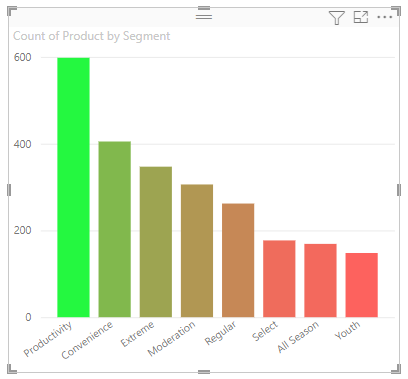 Count of Product by Segment
600
400
200
0
Productivity
Convenience
Extreme
Moderation
Regular
Select
All Season
Youth